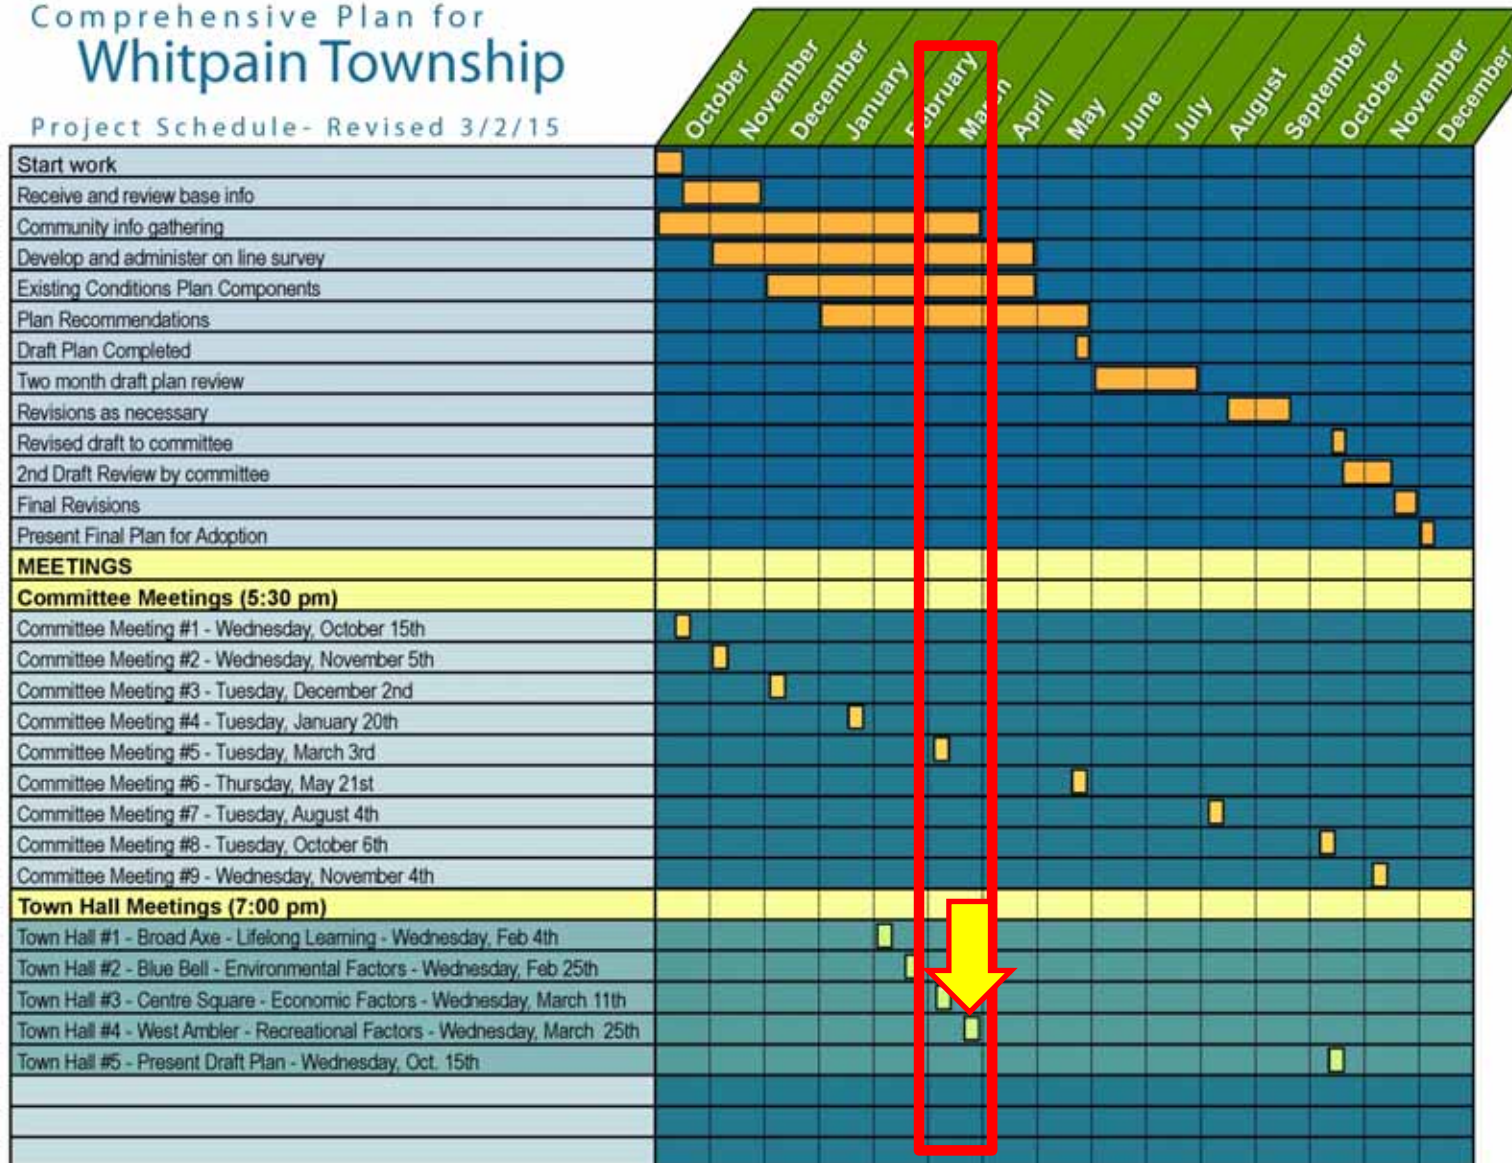 Comprehensive Plan for
Whitpain Township
Project Schedule- Revised 3/2/15
October
November
December
January
February
March
April
May
June
July
August
September
October
November
December
Start work
Receive and review base info
Community info gathering
Develop and administer on line survey
Existing Conditions Plan Components
Plan Recommendations
Draft Plan Completed
Two month draft plan review
Revisions as necessary
Revised draft to committee
2nd Draft Review by committee
Final Revisions
Present Final Plan for Adoption
MEETINGS
Committee Meetings (5:30 pm)
Committee Meeting #1 - Wednesday, October 15th
Committee Meeting #2 - Wednesday, November 5th
Committee Meeting #3 - Tuesday, December 2nd
Committee Meeting #4 - Tuesday, January 20th
Committee Meeting #5 - Tuesday, March 3rd
Committee Meeting #6 - Thursday, May 21st
Committee Meeting #7 - Tuesday, August 4th
Committee Meeting #8 - Tuesday, October 6th
Committee Meeting #9 - Wednesday, November 4th
Town Hall Meetings (7:00 pm)
Town Hall #1 - Broad Axe - Lifelong Learning - Wednesday, Feb 4th
Town Hall #2 - Blue Bell - Environmental Factors - Wednesday, Feb 25th
Town Hall #3 - Centre Square - Economic Factors - Wednesday, March 11th
Town Hall #4 - West Ambler - Recreational Factors - Wednesday, March 25th
Town Hall #5 - Present Draft Plan - Wednesday, Oct. 15th